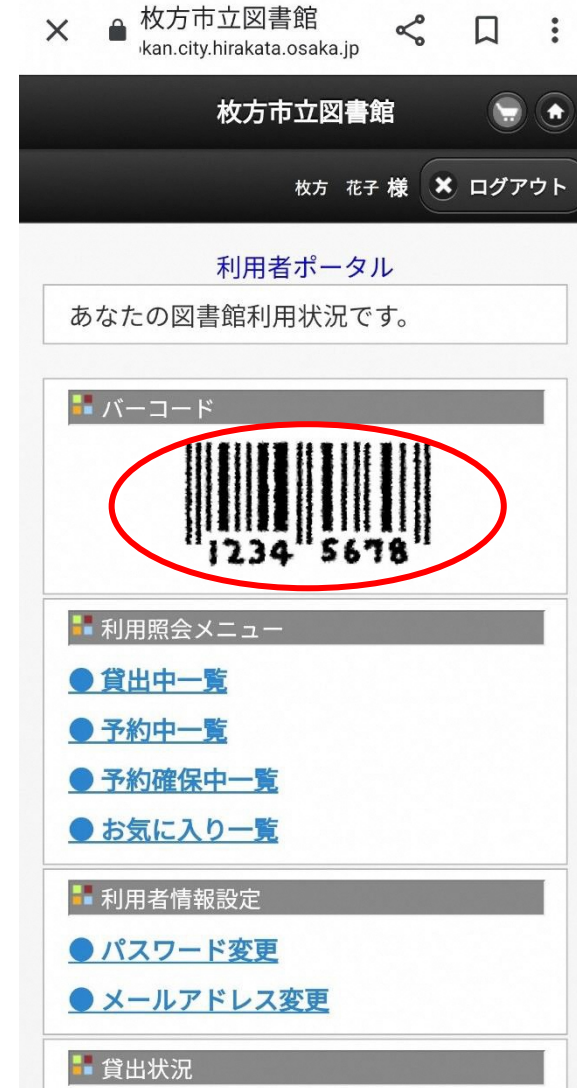 枚方市立図書館
kan.city.hirakata.osaka.jp
枚方市立図書館
枚方 花子 様 ログアウト
利用者ポータル
あなたの図書館利用状況です。
バーコード
1234 5678
利用照会メニュー
● 貸出中一覧
● 予約中一覧
● 予約確保中一覧
● お気に入り一覧
利用者情報設定
● パスワード変更
● メールアドレス変更
貸出状況